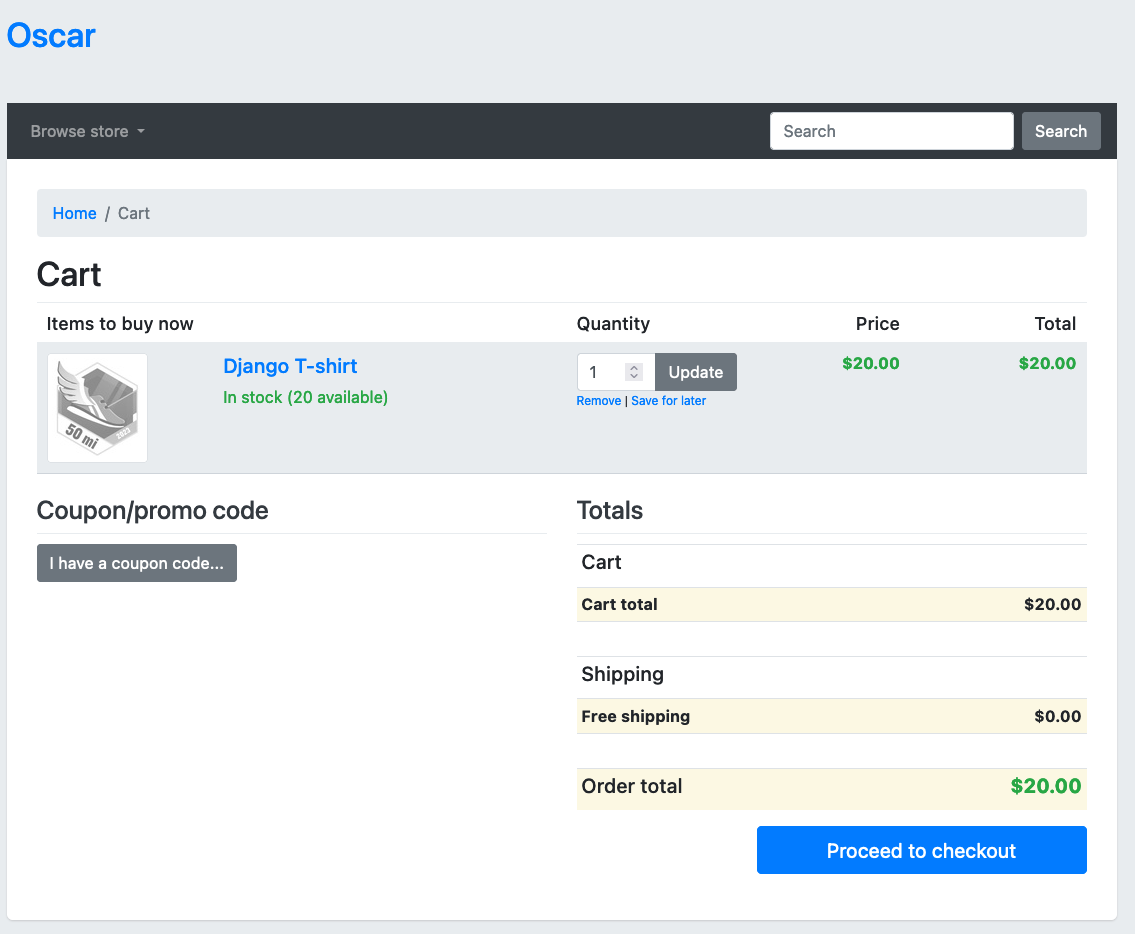 Oscar
Browse store
Search
Search
Home / Cart
Cart
Items to buy now Quantity Price Total
Django T-shirt 1 Update $20.00 $20.00
In stock (20 available)
Remove | Save for later
50 mi 2023
Coupon/promo code
I have a coupon code...
Totals
Cart
Cart total $20.00
Shipping
Free shipping $0.00
Order total $20.00
Proceed to checkout